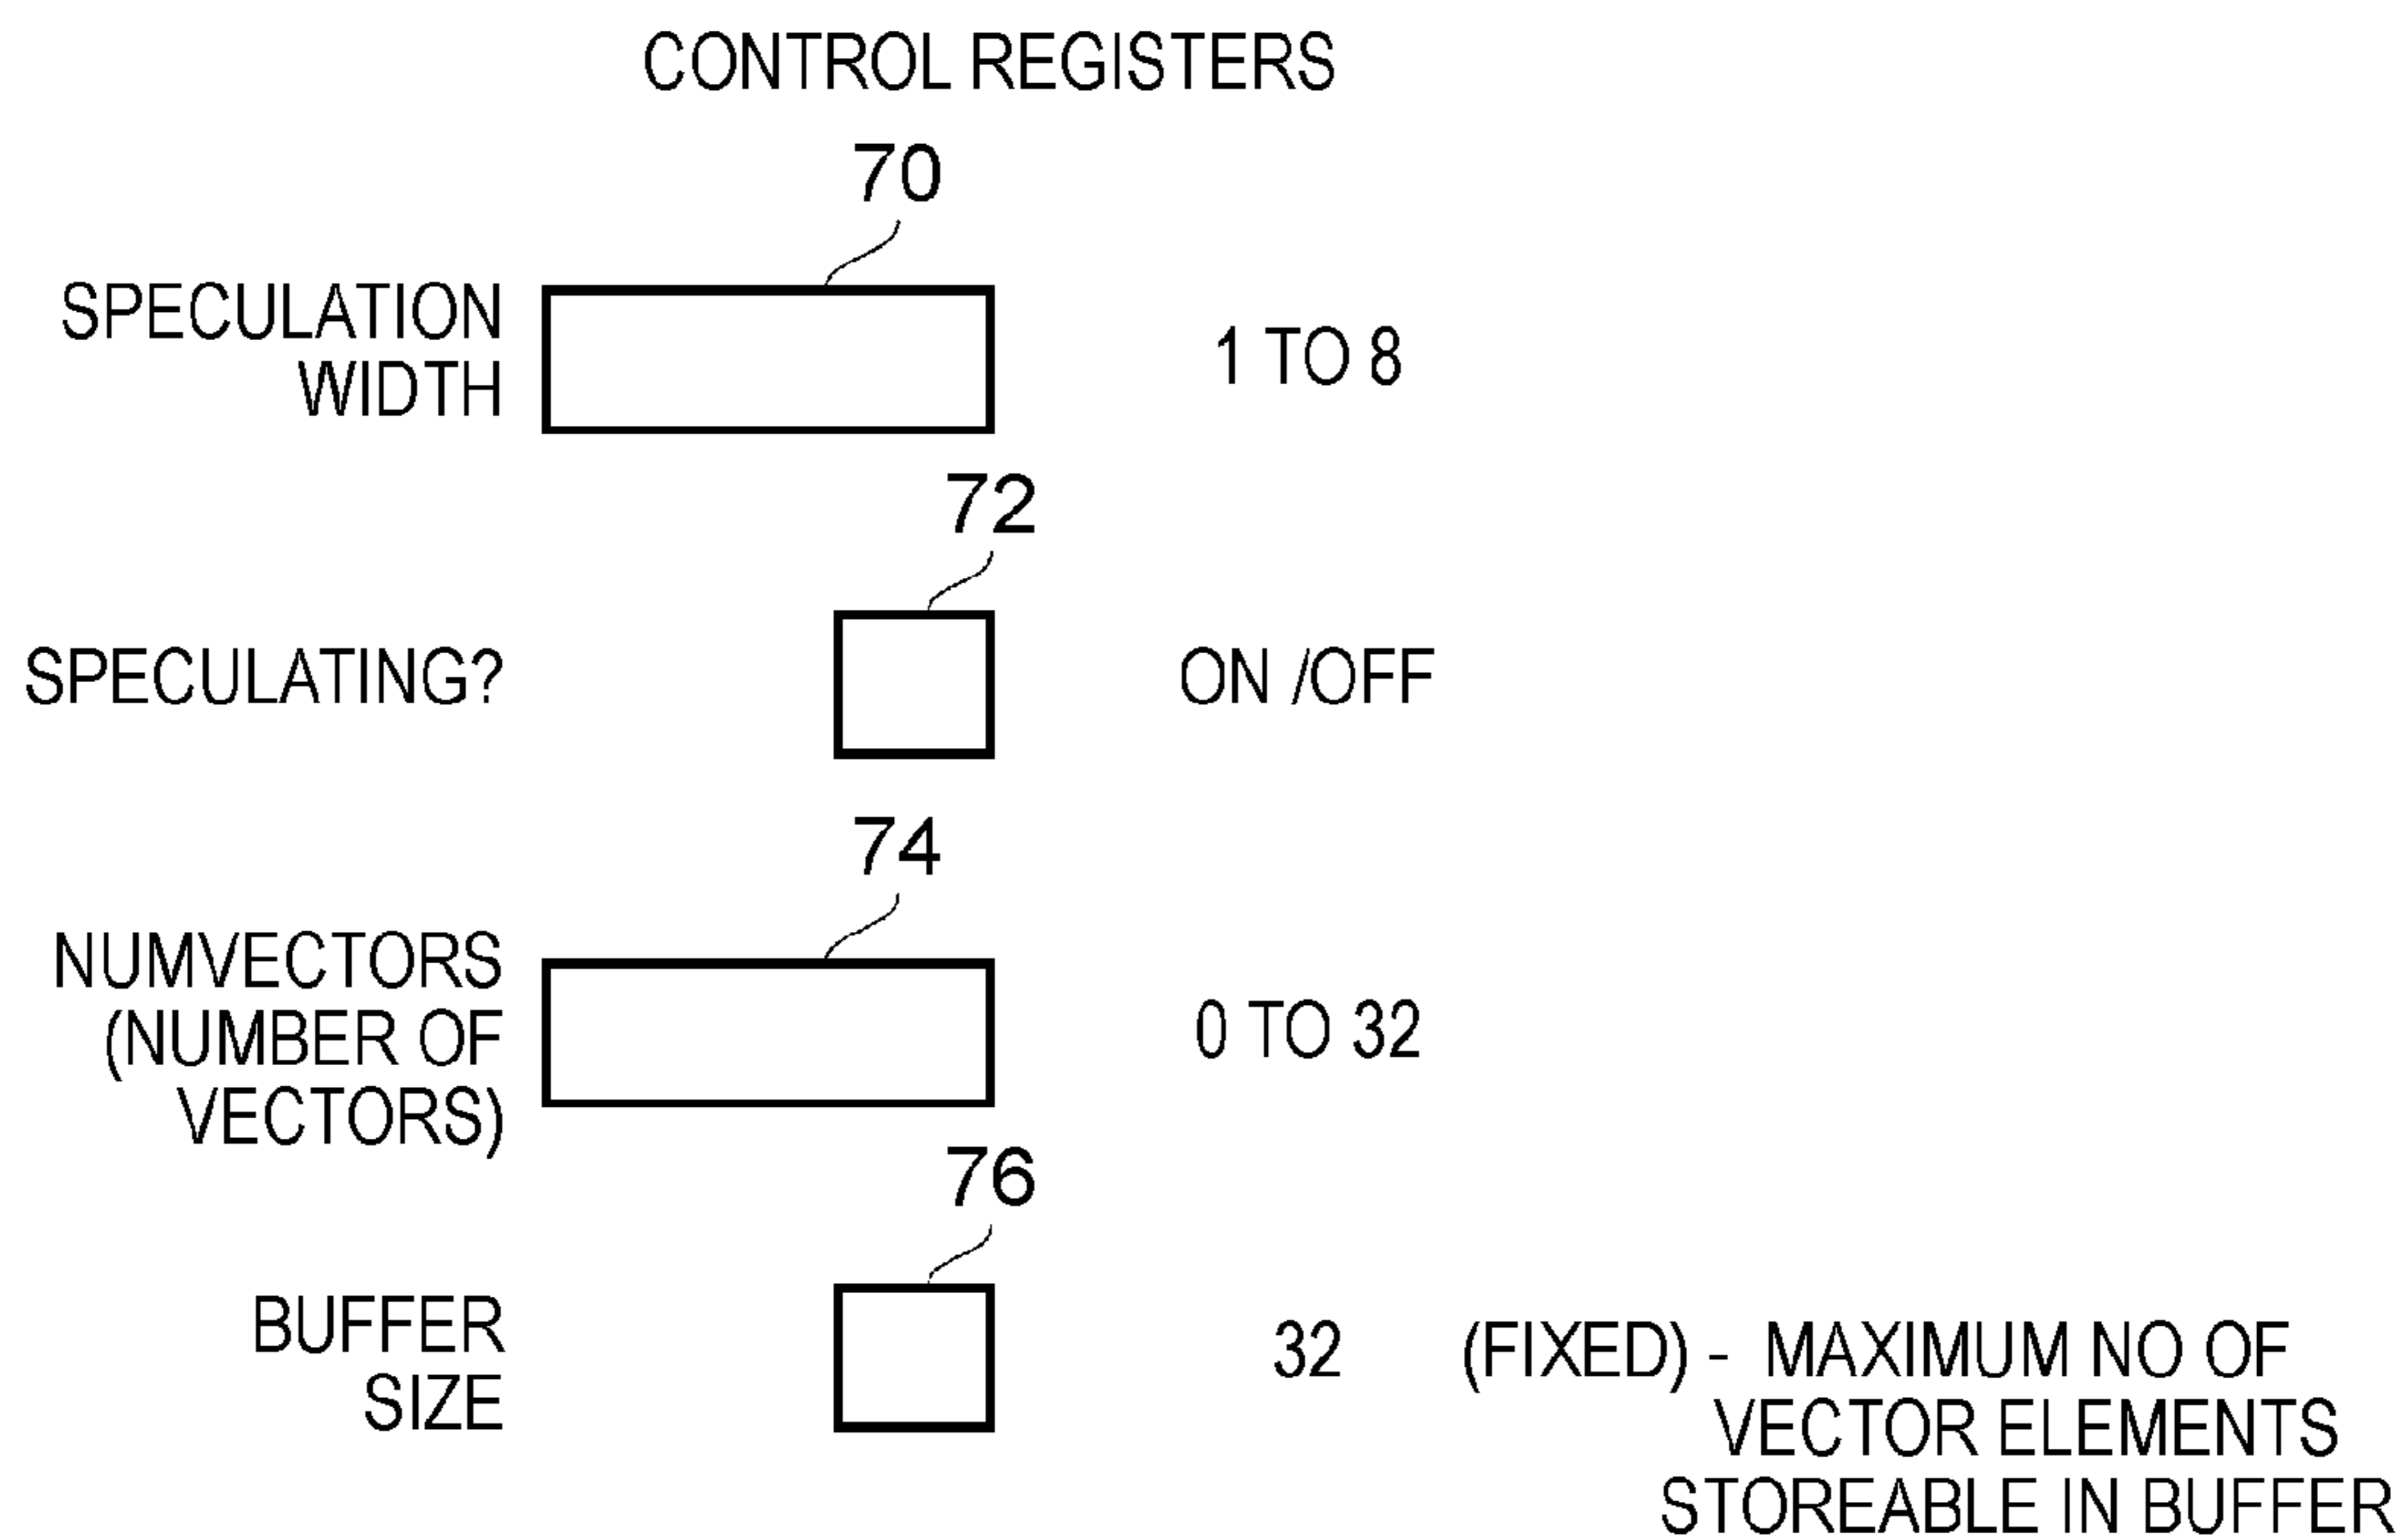 CONTROL REGISTERS
70
SPECULATION
WIDTH
1 TO 8
72
SPECULATING?
ON /OFF
74
NUMVECTORS
(NUMBER OF
VECTORS)
0 TO 32
76
BUFFER
SIZE
32 (FIXED) - MAXIMUM NO OF
VECTOR ELEMENTS
STOREABLE IN BUFFER